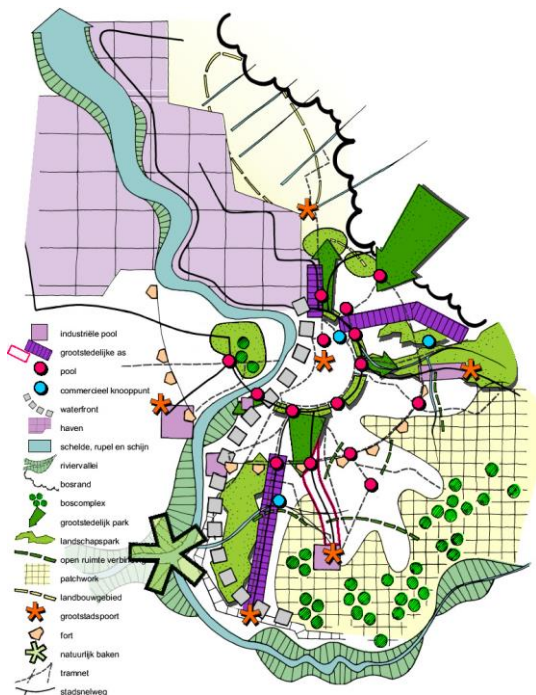 industriële pool
grootstedelijke as
pool
commercieel knooppunt
waterfront
haven
schelde, rupel en schijn
riviervallei
bosrand
boscomplex
grootstedelijk park
landschapspark
open ruimte verbinding
patchwork
landbouwgebied
grootstadspoort
fort
natuurlijk baken
tramnet
stadsnelweg